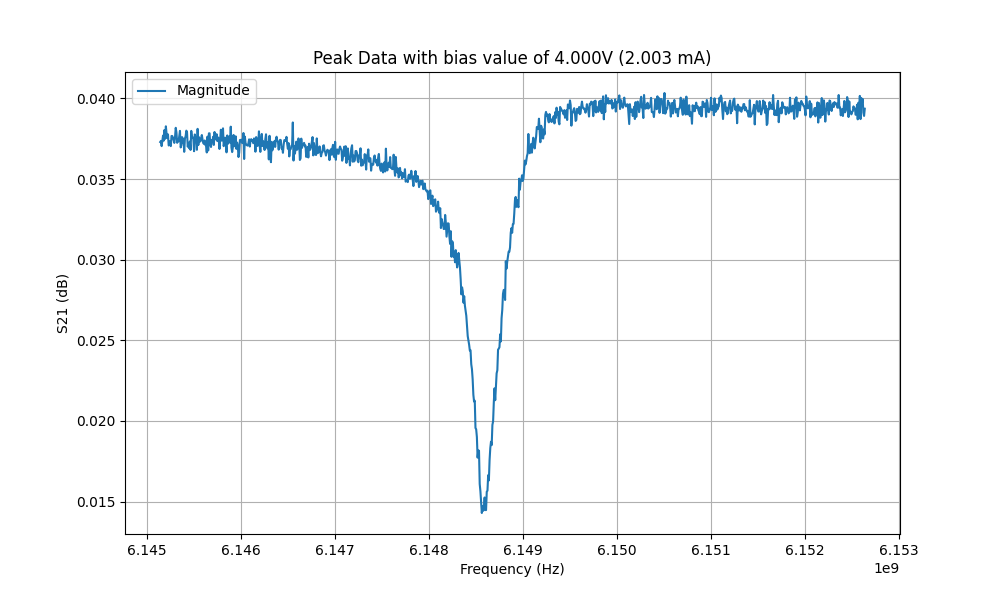 Peak Data with bias value of 4.000V (2.003 mA)
Magnitude
0.040
0.035
0.030
0.025
0.020
0.015
S21 (dB)
6.145 6.146 6.147 6.148 6.149 6.150 6.151 6.152 6.153
Frequency (Hz)
1e9